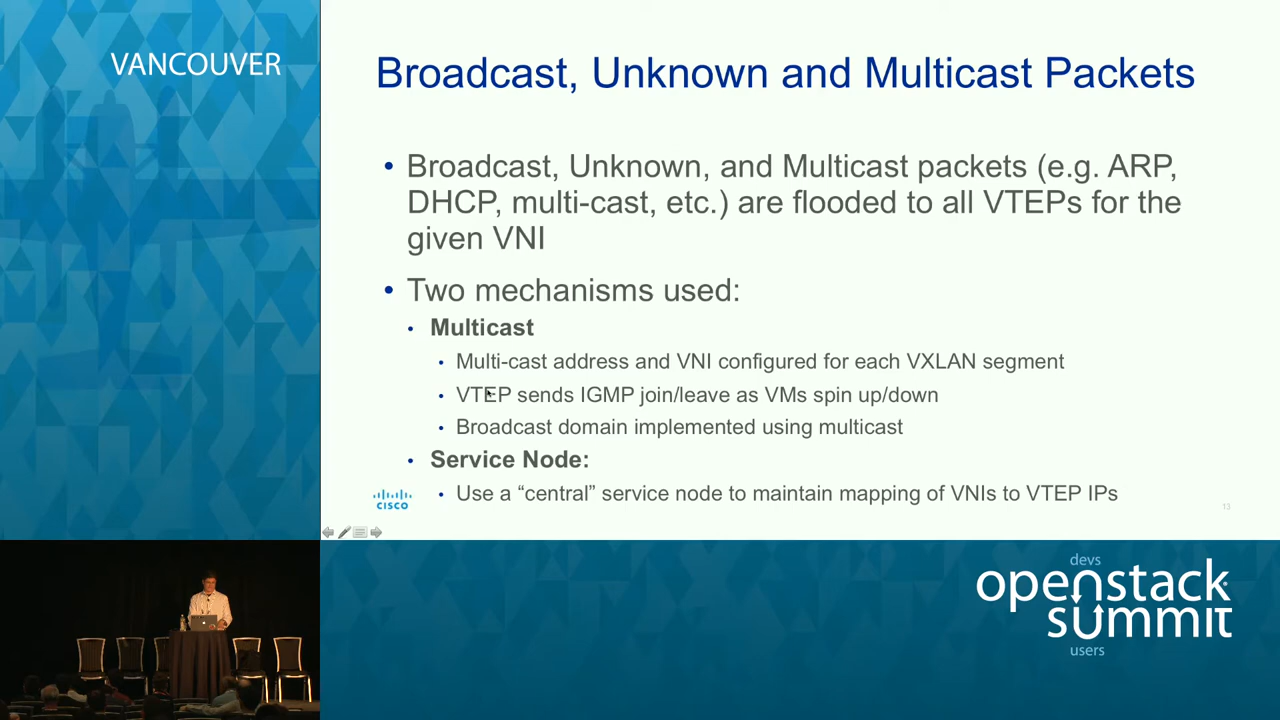 VANCOUVER
Broadcast, Unknown and Multicast Packets
• Broadcast, Unknown, and Multicast packets (e.g. ARP,
DHCP, multi-cast, etc.) are flooded to all VTEPs for the
given VNI
• Two mechanisms used:
• Multicast
• Multi-cast address and VNI configured for each VXLAN segment
• VTEP sends IGMP join/leave as VMs spin up/down
• Broadcast domain implemented using multicast
• Service Node:
• Use a “central” service node to maintain mapping of VNIs to VTEP IPs
CISCO
13
devs
openstack
summit
users